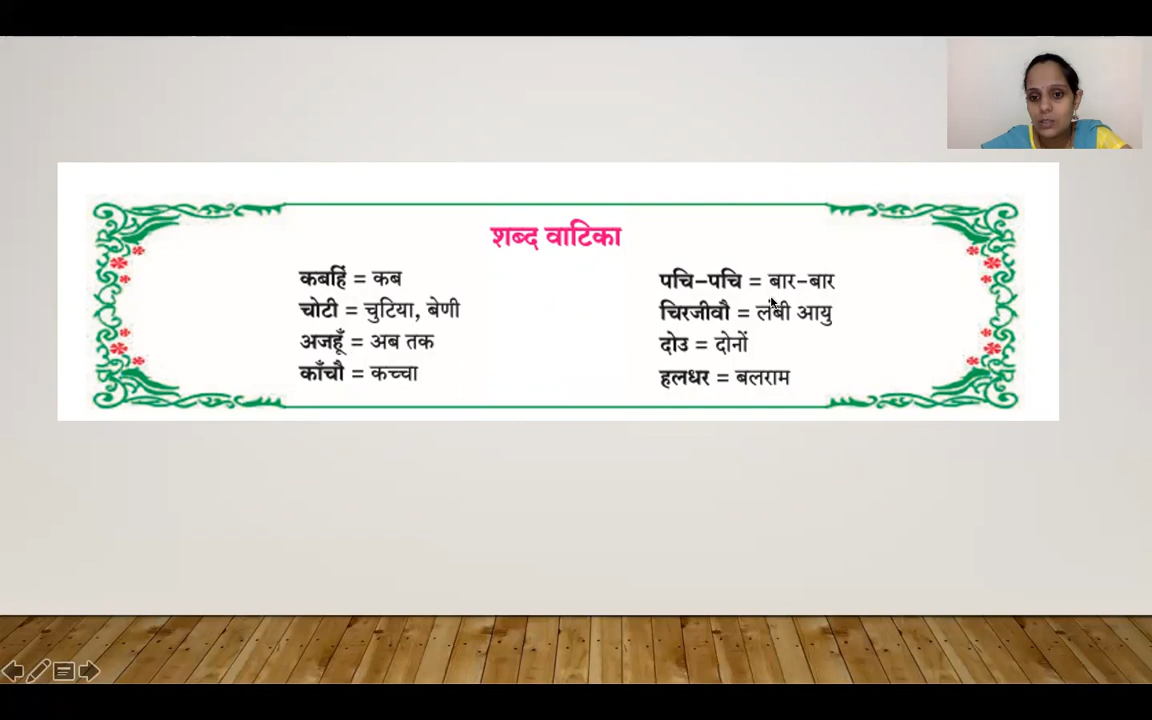 शब्द वाटिका
कबहिं = कब
चोटी = चुटिया, बेणी
अजहूँ = अब तक
काँचौ = कच्चा
पचि-पचि = बार-बार
चिरजीवौ = लंबी आयु
दोउ = दोनों
हलधर = बलराम